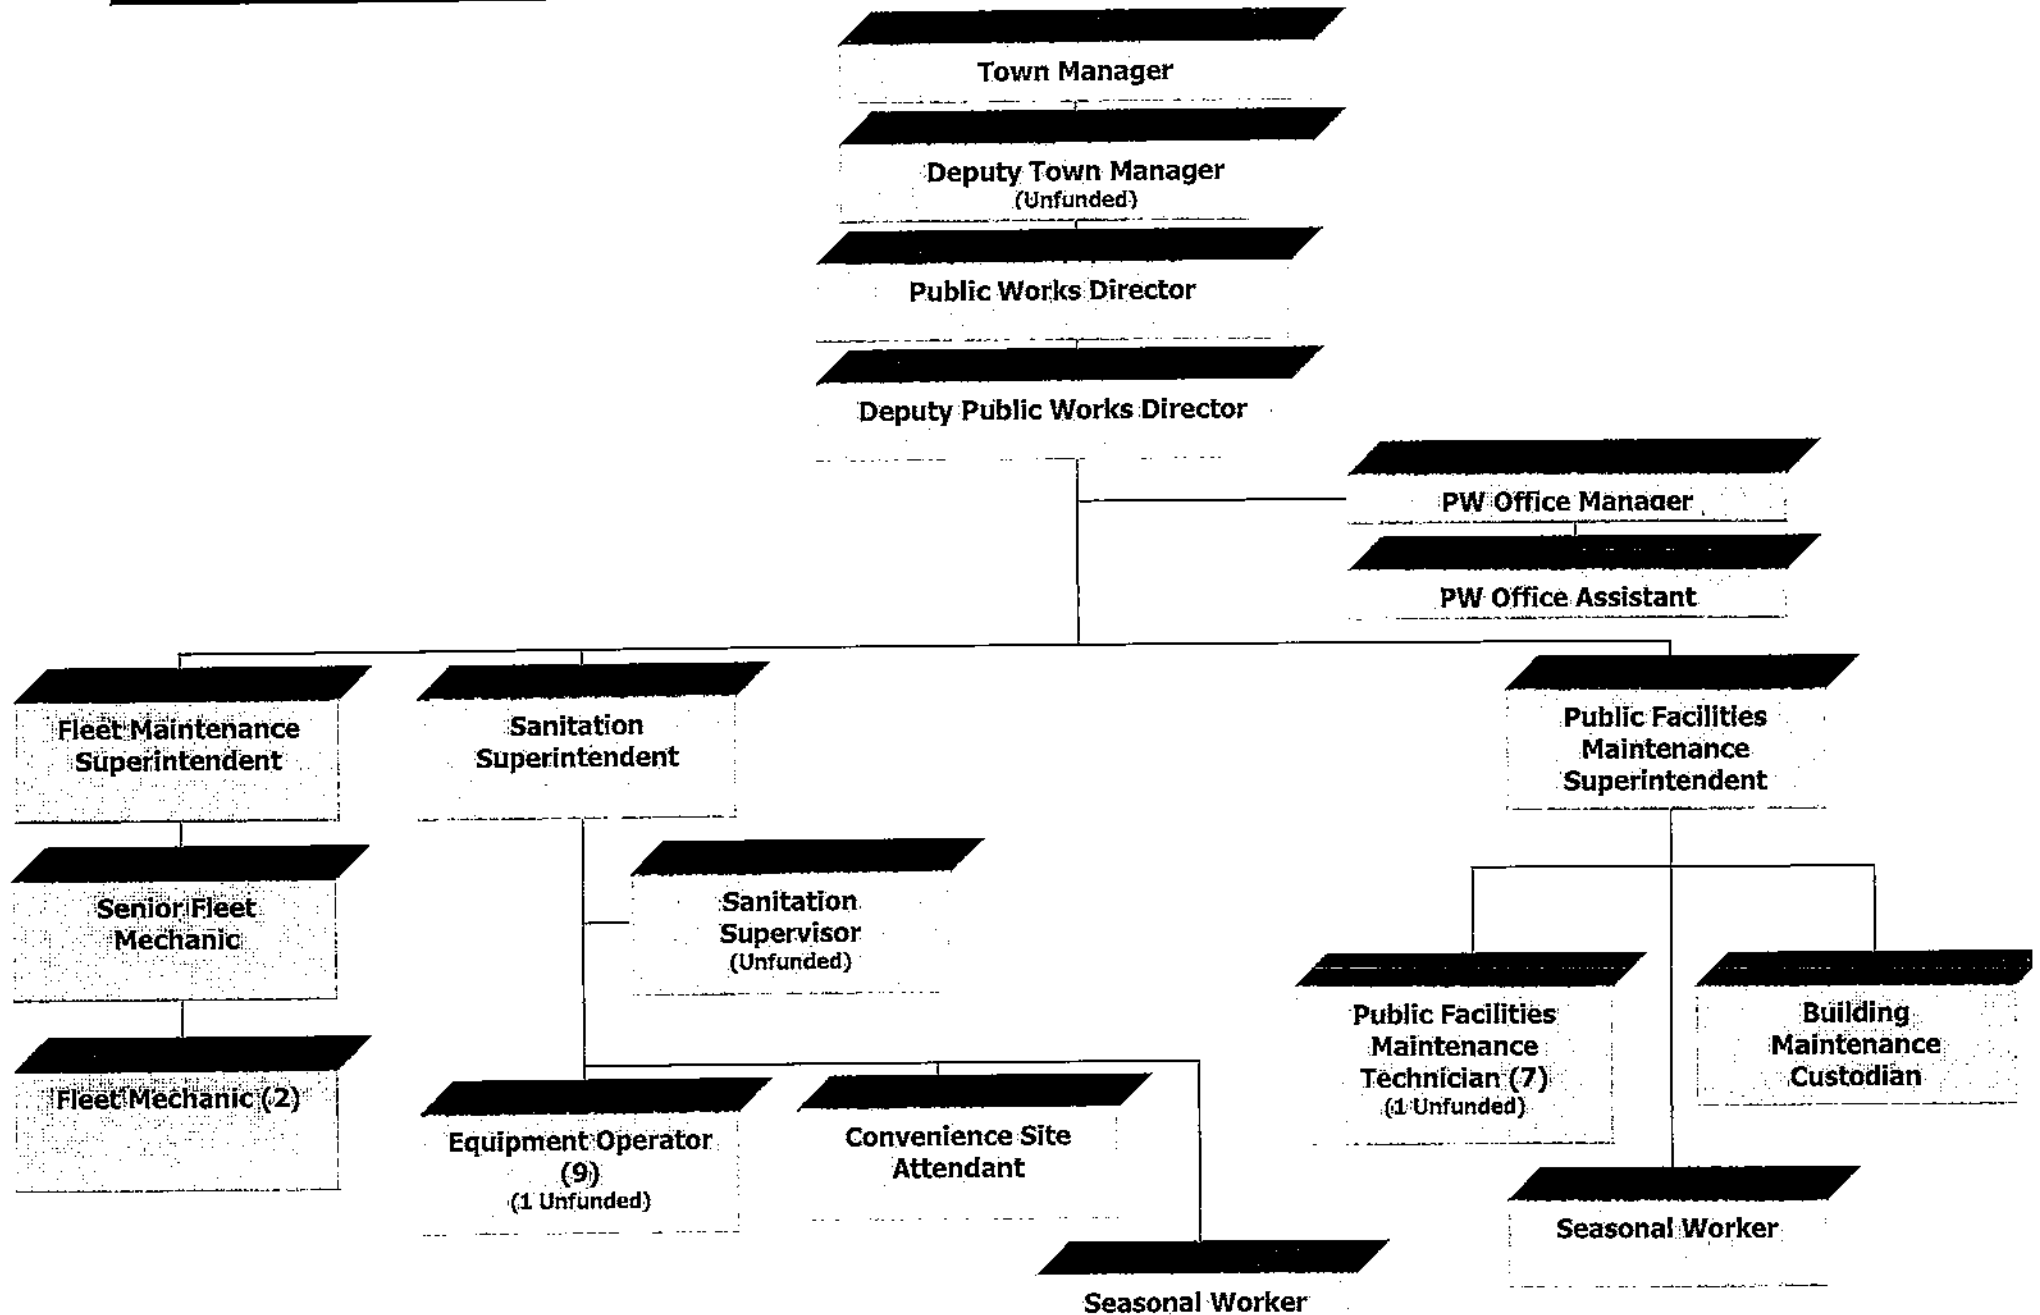 Town Manager
Deputy Town Manager
(Unfunded)
Public Works Director
Deputy Public Works Director
PW Office Manager
PW Office Assistant
Fleet Maintenance
Superintendent
Sanitation
Superintendent
Public Facilities
Maintenance
Superintendent
Senior Fleet
Mechanic
Sanitation
Supervisor
(Unfunded)
Fleet Mechanic (2)
Equipment Operator
(9)
(1 Unfunded)
Convenience Site
Attendant
Seasonal Worker
Public Facilities
Maintenance
Technician (7)
(1 Unfunded)
Building
Maintenance
Custodian
Seasonal Worker